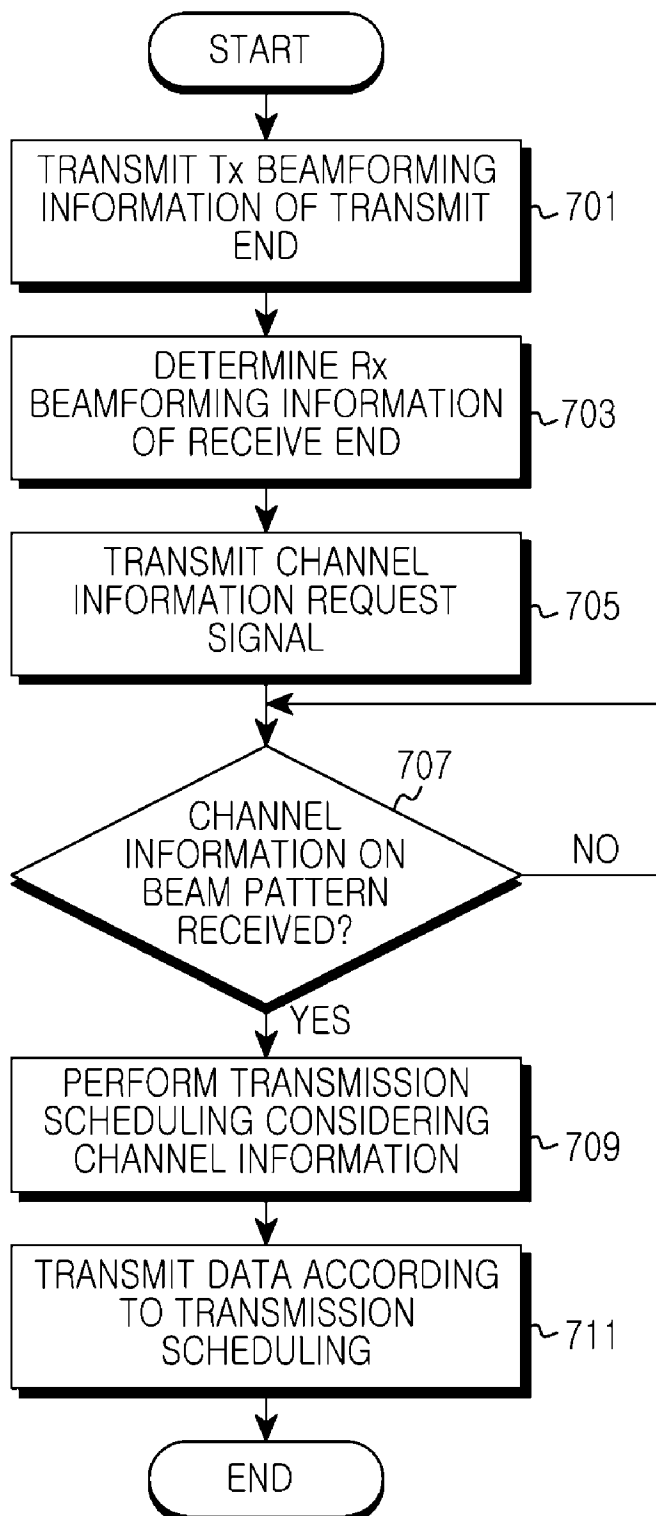 START
TRANSMIT Tx BEAMFORMING
INFORMATION OF TRANSMIT
END
701
DETERMINE Rx
BEAMFORMING INFORMATION
OF RECEIVE END
703
TRANSMIT CHANNEL
INFORMATION REQUEST
SIGNAL
705
707
CHANNEL
INFORMATION ON
BEAM PATTERN
RECEIVED?
NO
YES
PERFORM TRANSMISSION
SCHEDULING CONSIDERING
CHANNEL INFORMATION
709
TRANSMIT DATA ACCORDING
TO TRANSMISSION
SCHEDULING
711
END